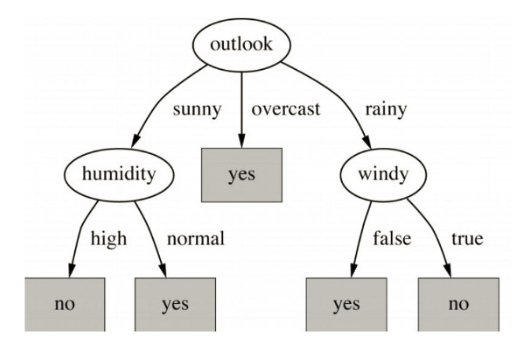 outlook
sunny overcast rainy
humidity yes windy
high normal false true
no yes yes no